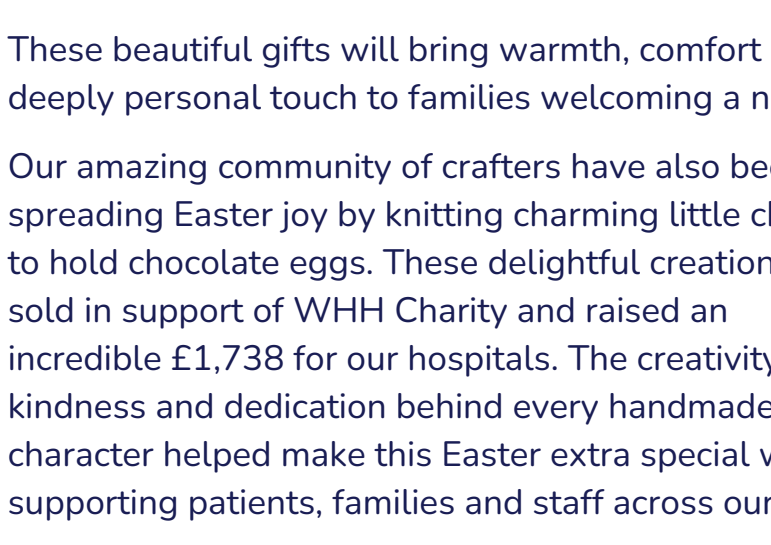 These beautiful gifts will bring warmth, comfort
deeply personal touch to families welcoming a
Our amazing community of crafters have also
spreading Easter joy by knitting charming little
to hold chocolate eggs. These delightful
sold in support of WHH Charity and raised an
incredible £1,738 for our hospitals. The creativity
kindness and dedication behind every handmade
character helped make this Easter extra special
supporting patients, families and staff across